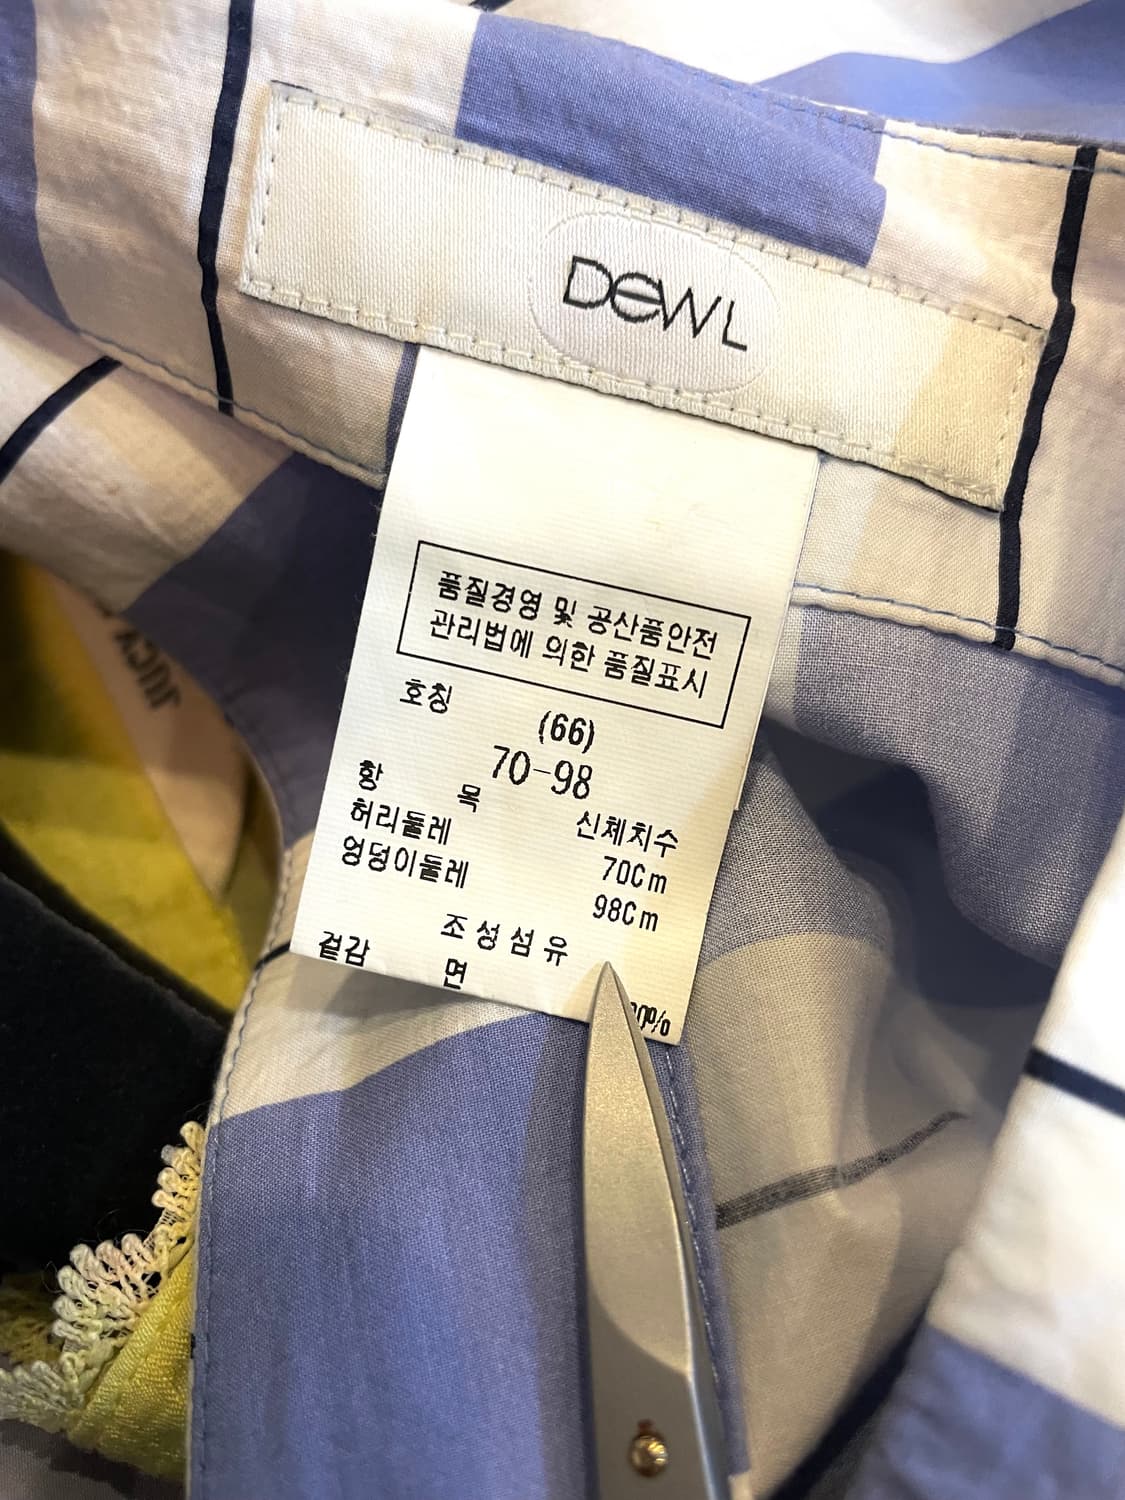 DEWL
품질경영 및 공산품안전
관리법에 의한 품질표시
호칭 (66)
70-98
항 목 신체치수
허리둘레 70Cm
엉덩이둘레 98Cm
조성섬유
겉감 면